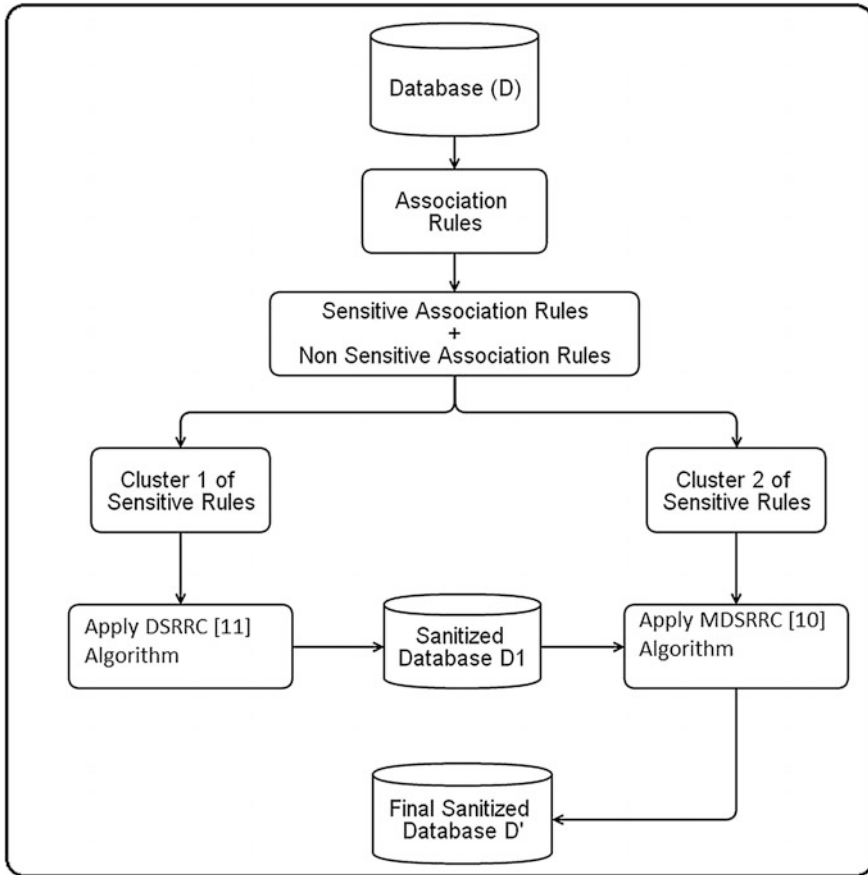 Database (D)
Association
Rules
Sensitive Association Rules
+
Non Sensitive Association Rules
Cluster 1 of
Sensitive Rules
Cluster 2 of
Sensitive Rules
Apply DSRRC [11]
Algorithm
Sanitized
Database D1
Apply MDSRRC [10]
Algorithm
Final Sanitized
Database D'